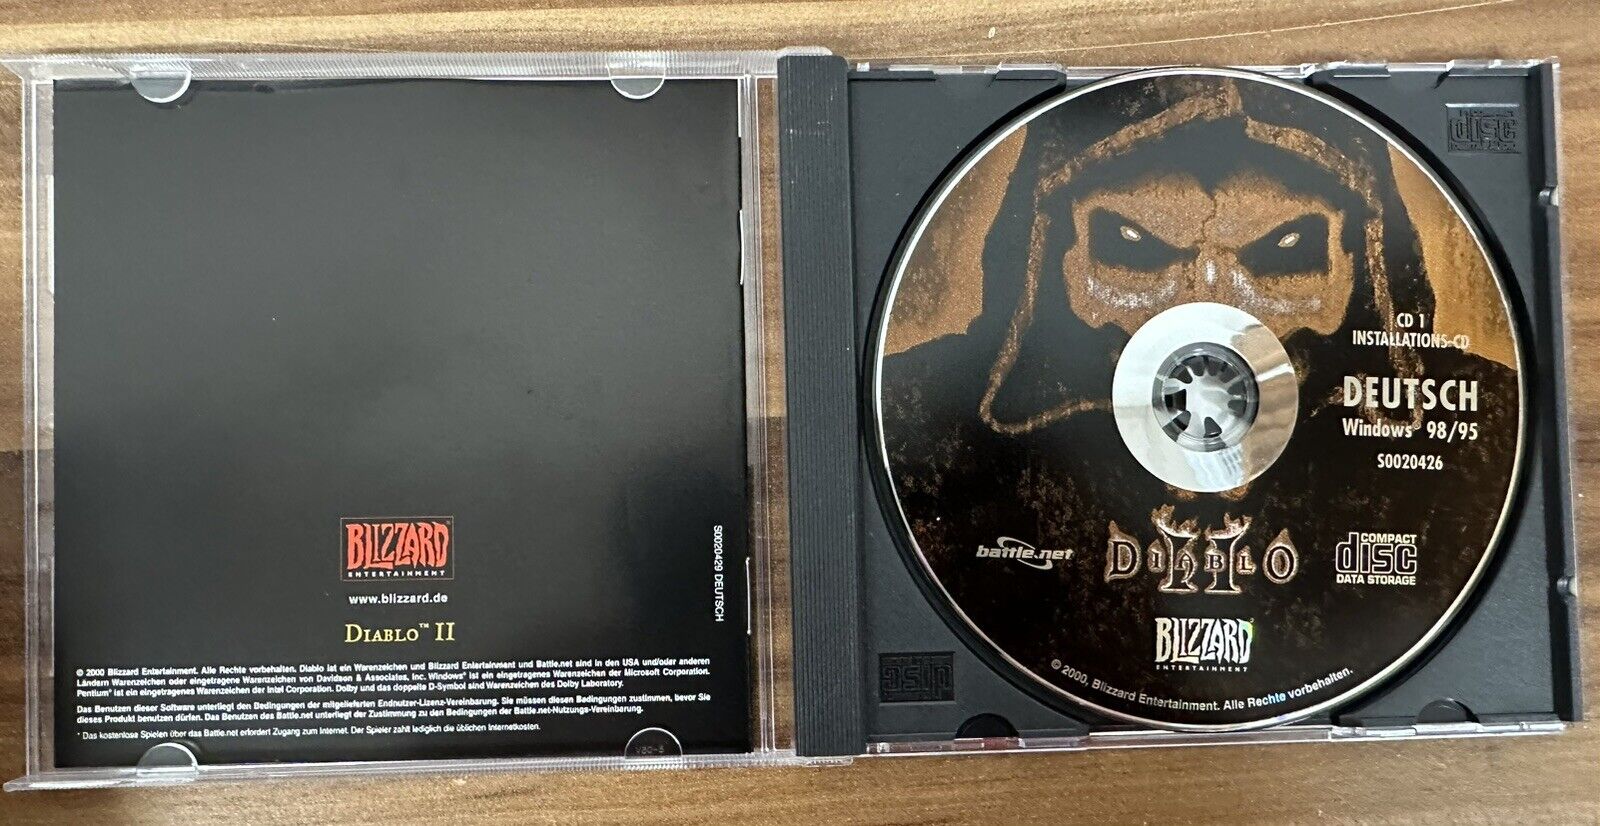 BLIZZARD
ENTERTAINMENT
www.blizzard.de
DIABLO™ II
© 2000 Blizzard Entertainment. Alle Rechte vorbehalten. Diablo ist ein Warenzeichen und Blizzard Entertainment und Battle.net sind in den USA und/oder anderen
Ländern Warenzeichen oder eingetragene Warenzeichen von Davidson & Associates, Inc. Windows® ist ein eingetragenes Warenzeichen der Microsoft Corporation.
Pentium® ist ein eingetragenes Warenzeichen der Intel Corporation. Dolby und das doppelte D-Symbol sind Warenzeichen des Dolby Laboratory.
Das Benutzen dieser Software unterliegt den Bedingungen der mitgelieferten Endnutzer-Lizenz-Vereinbarung. Sie müssen diesen Bedingungen zustimmen, bevor Sie
dieses Produkt benutzen dürfen. Das Benutzen des Battle.net unterliegt der Zustimmung zu den Bedingungen der Battle.net-Nutzungs-Vereinbarung.
* Das kostenlose Spielen über das Battle.net erfordert Zugang zum Internet. Der Spieler zahlt lediglich die üblichen Internetkosten.
S0020429 DEUTSCH
disc
CD 1
INSTALLATIONS-CD
DEUTSCH
Windows® 98/95
S0020426
battle.net
DIABLO II
COMPACT
disc
DATA STORAGE
BLIZZARD
ENTERTAINMENT
© 2000, Blizzard Entertainment. Alle Rechte vorbehalten.
disc